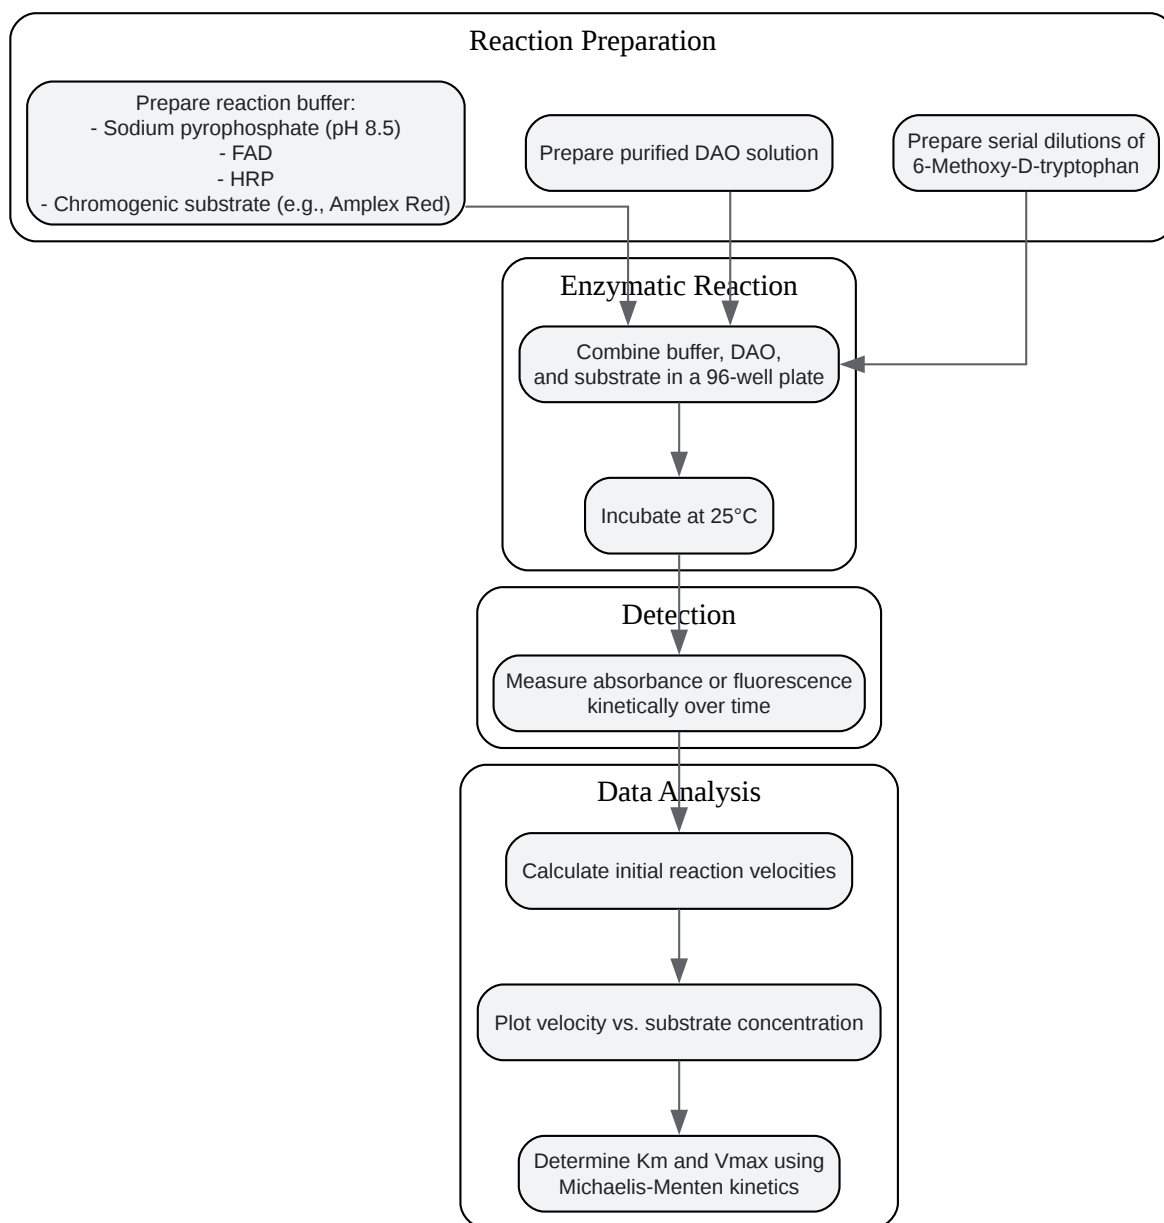 Reaction Preparation
Prepare reaction buffer:
- Sodium pyrophosphate (pH 8.5)
- FAD
- HRP
- Chromogenic substrate (e.g., Amplex Red)
Prepare purified DAO solution
Prepare serial dilutions of
6-Methoxy-D-tryptophan
Enzymatic Reaction
Combine buffer, DAO,
and substrate in a 96-well plate
Incubate at 25°C
Detection
Measure absorbance or fluorescence
kinetically over time
Data Analysis
Calculate initial reaction velocities
Plot velocity vs. substrate concentration
Determine Km and Vmax using
Michaelis-Menten kinetics